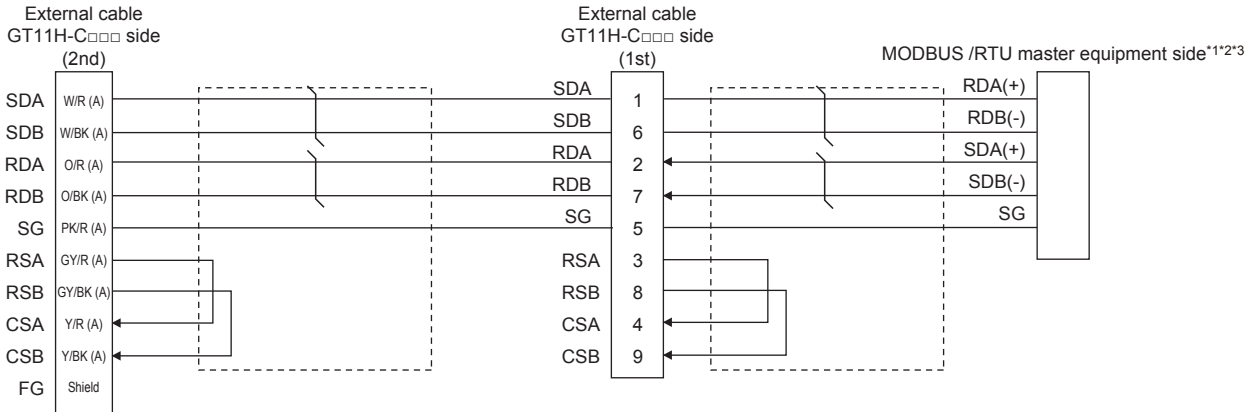 External cable
GT11H-C□□□ side
(2nd)
External cable
GT11H-C□□□ side
(1st)
MODBUS /RTU master equipment side*1*2*3
SDA W/R (A) SDA 1 RDA(+)
SDB W/BK (A) SDB 6 RDB(-)
RDA O/R (A) RDA 2 SDA(+)
RDB O/BK (A) RDB 7 SDB(-)
SG PK/R (A) SG 5 SG
RSA GY/R (A) RSA 3
RSB GY/BK (A) RSB 8
CSA Y/R (A) CSA 4
CSB Y/BK (A) CSB 9
FG Shield